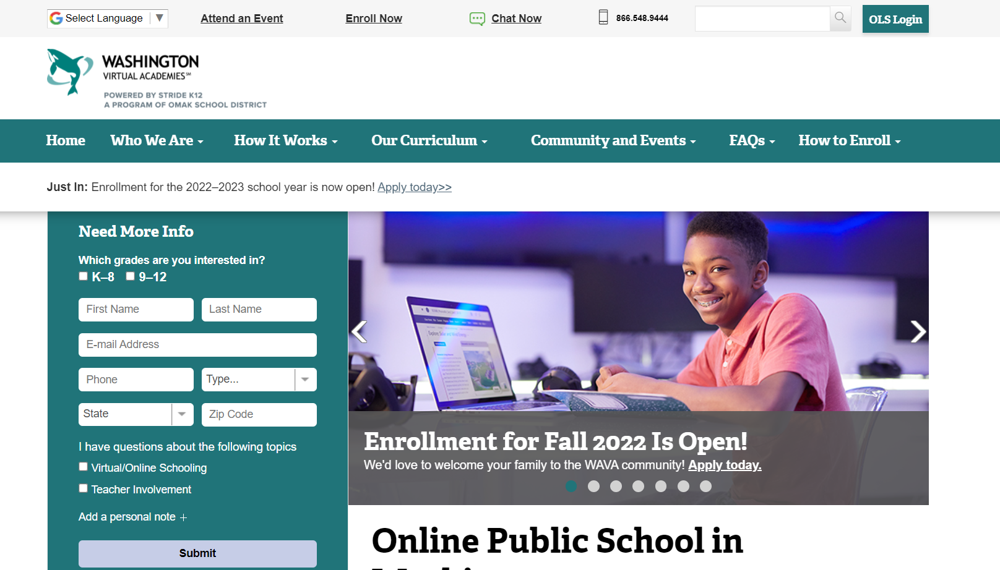 Select Language ▼
Attend an Event
Enroll Now
Chat Now
866.548.9444
OLS Login
WASHINGTON
VIRTUAL ACADEMIES℠
POWERED BY STRIDE K12
A PROGRAM OF OMAK SCHOOL DISTRICT
Home
Who We Are
How It Works
Our Curriculum
Community and Events
FAQs
How to Enroll
Just In: Enrollment for the 2022–2023 school year is now open! Apply today>>
Need More Info
Which grades are you interested in?
K–8 9–12
First Name
Last Name
E-mail Address
Phone
Type...
State
Zip Code
I have questions about the following topics
Virtual/Online Schooling
Teacher Involvement
Add a personal note +
Submit
Enrollment for Fall 2022 Is Open!
We'd love to welcome your family to the WAVA community! Apply today.
Online Public School in